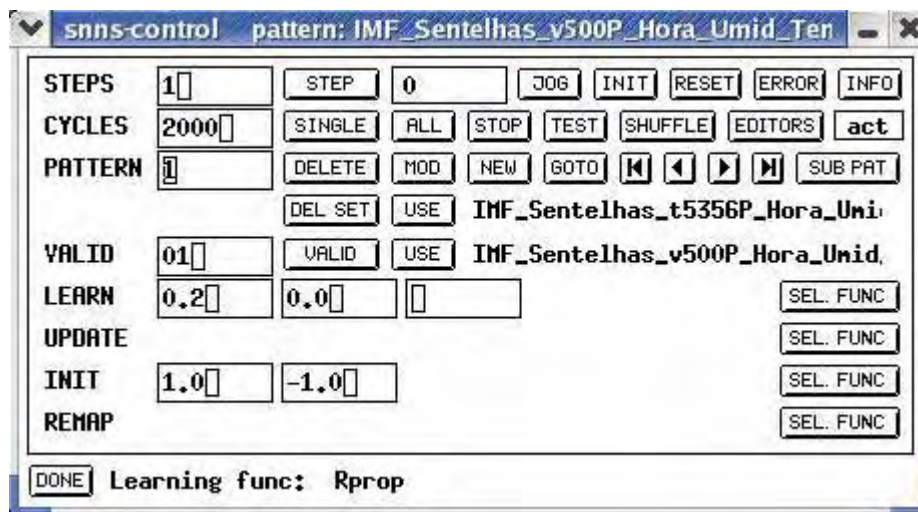 snns-control pattern: IMF_Sentelhas_v500P_Hora_Umid_Ten
STEPS 1 STEP 0 JOG INIT RESET ERROR INFO
CYCLES 2000 SINGLE ALL STOP TEST SHUFFLE EDITORS act
PATTERN 1 DELETE MOD NEW GOTO SUB PAT
DEL SET USE IMF_Sentelhas_t5356P_Hora_Umi
VALID 01 VALID USE IMF_Sentelhas_v500P_Hora_Umid
LEARN 0.2 0.0 SEL. FUNC
UPDATE SEL. FUNC
INIT 1.0 -1.0 SEL. FUNC
REMAP SEL. FUNC
DONE Learning func: Rprop